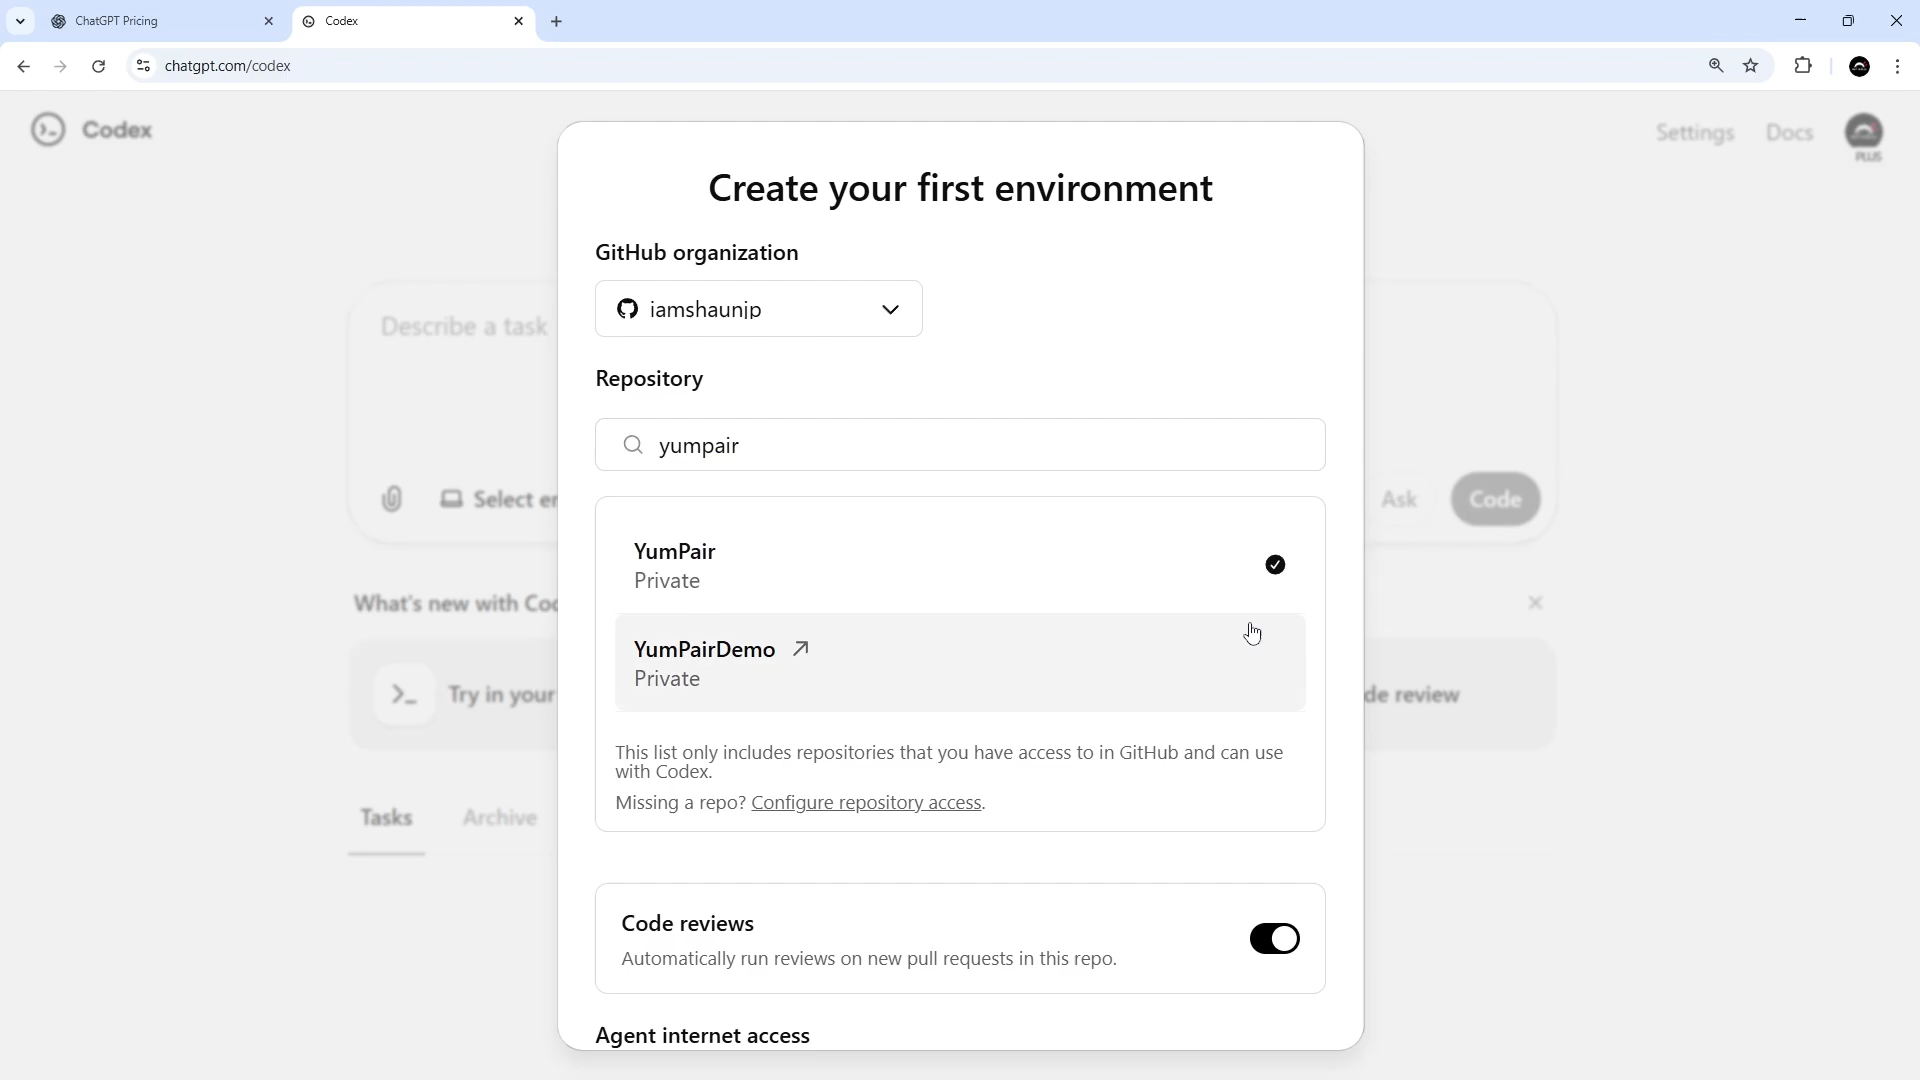 ChatGPT Pricing
Codex
chatgpt.com/codex
Codex
Settings
Docs
PLUS
Create your first environment
GitHub organization
iamshaunjp
Describe a task
Repository
yumpair
Select
Ask
Code
YumPair
Private
What's new with
YumPairDemo
Private
Try in your
de review
This list only includes repositories that you have access to in GitHub and can use
with Codex.
Missing a repo? Configure repository access.
Tasks
Archive
Code reviews
Automatically run reviews on new pull requests in this repo.
Agent internet access